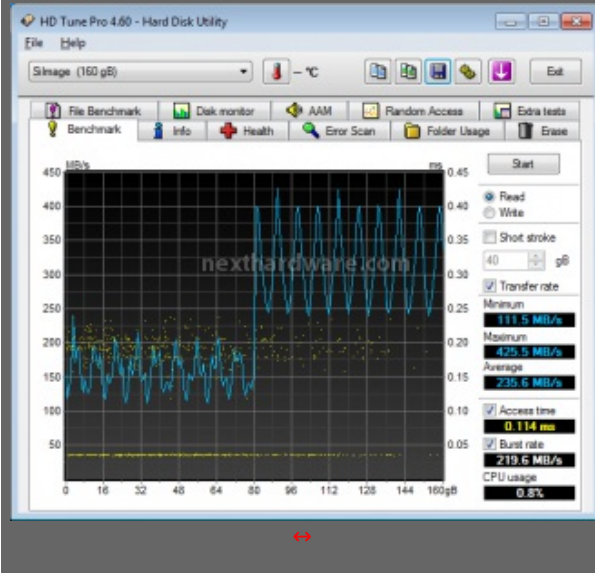 HD Tune Pro 4.60 - Hard Disk Utility
File Help
SiImage (160 gB)
– °C
Exit
File Benchmark
Disk monitor
AAM
Random Access
Extra tests
Benchmark
Info
Health
Error Scan
Folder Usage
Erase
MB/s
ms
450
400
350
300
250
200
150
100
50
0.45
0.40
0.35
0.30
0.25
0.20
0.15
0.10
0.05
nexthardware.com
0 16 32 48 64 80 96 112 128 144 160gB
Start
Read
Write
Short stroke
40 gB
Transfer rate
Minimum
111.5 MB/s
Maximum
425.5 MB/s
Average
235.6 MB/s
Access time
0.114 ms
Burst rate
219.6 MB/s
CPU usage
0.8%